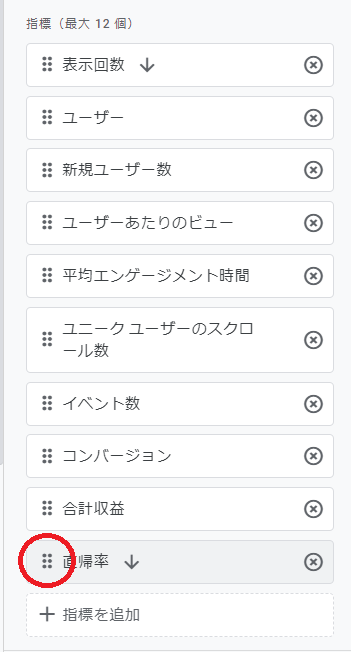 指標（最大 12 個）
表示回数
ユーザー
新規ユーザー数
ユーザーあたりのビュー
平均エンゲージメント時間
ユニーク ユーザーのスクロ
ール数
イベント数
コンバージョン
合計収益
直帰率
指標を追加